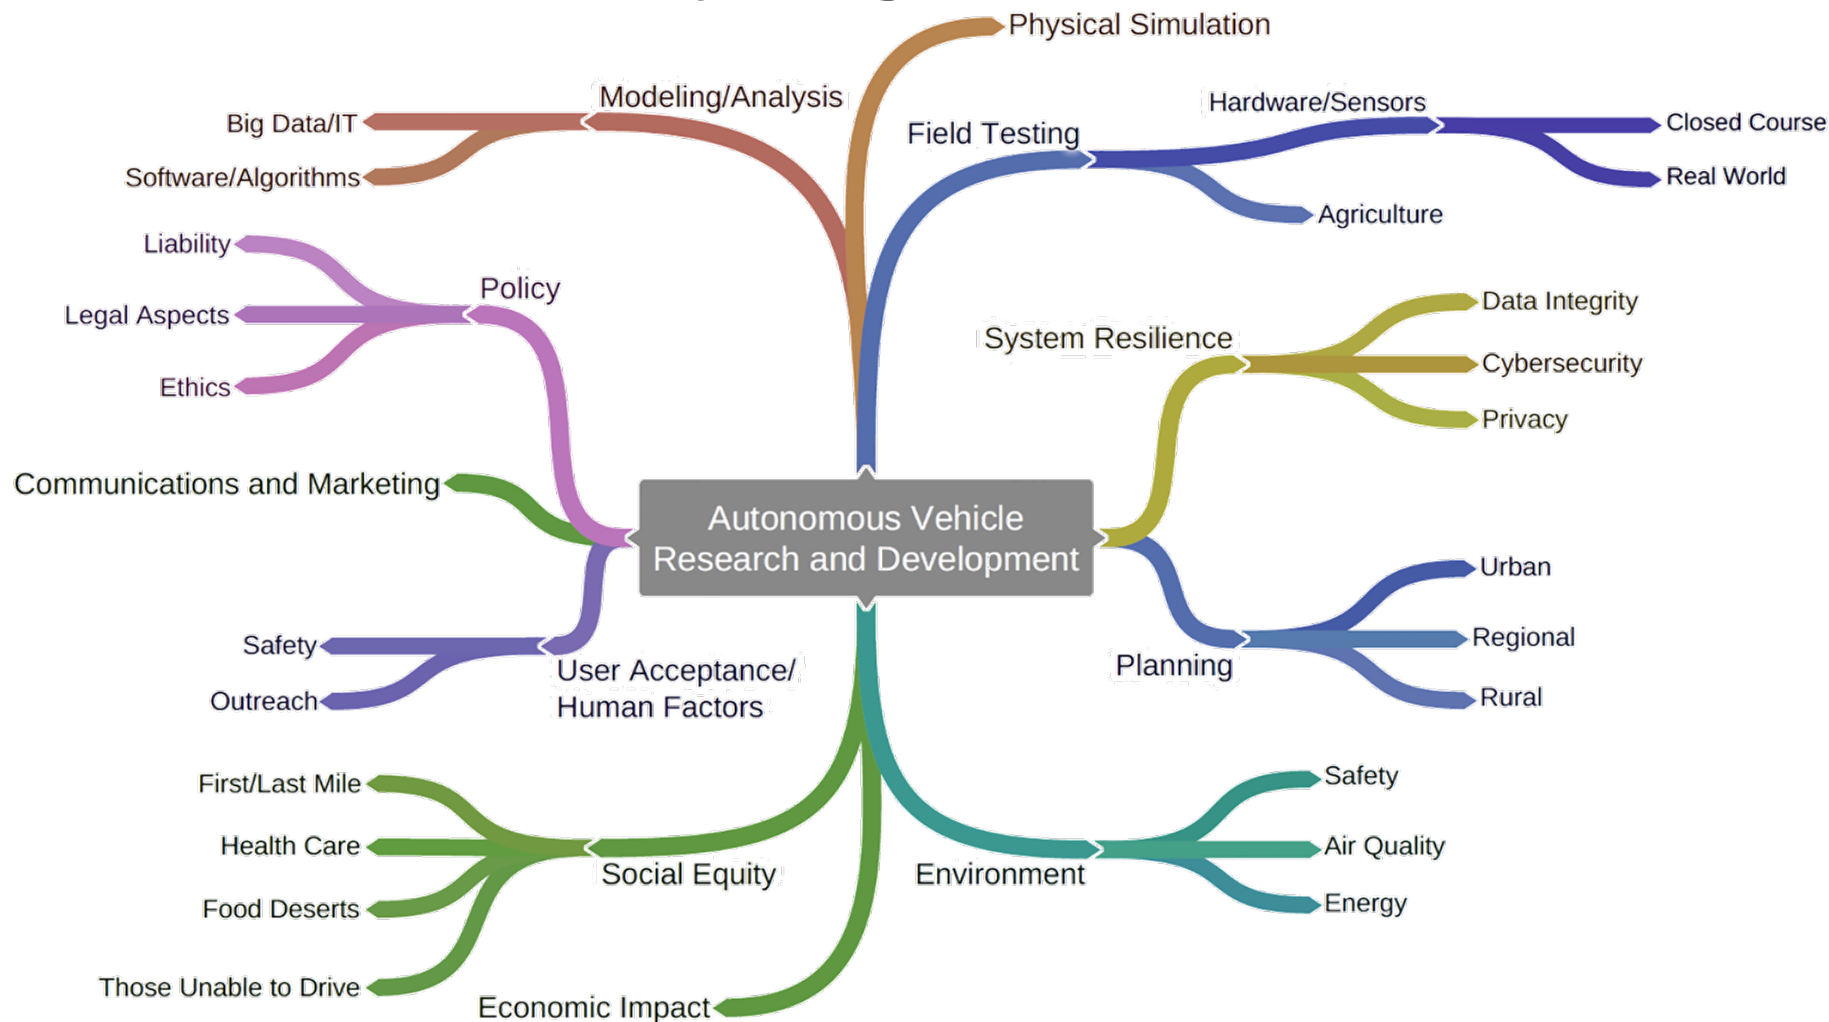 Physical Simulation
Modeling/Analysis
Big Data/IT
Software/Algorithms
Field Testing
Hardware/Sensors
Closed Course
Real World
Agriculture
Liability
Policy
Legal Aspects
Ethics
System Resilience
Data Integrity
Cybersecurity
Privacy
Communications and Marketing
Autonomous Vehicle
Research and Development
Urban
Regional
Planning
Rural
Safety
Outreach
User Acceptance/
Human Factors
First/Last Mile
Health Care
Social Equity
Food Deserts
Those Unable to Drive
Economic Impact
Environment
Safety
Air Quality
Energy